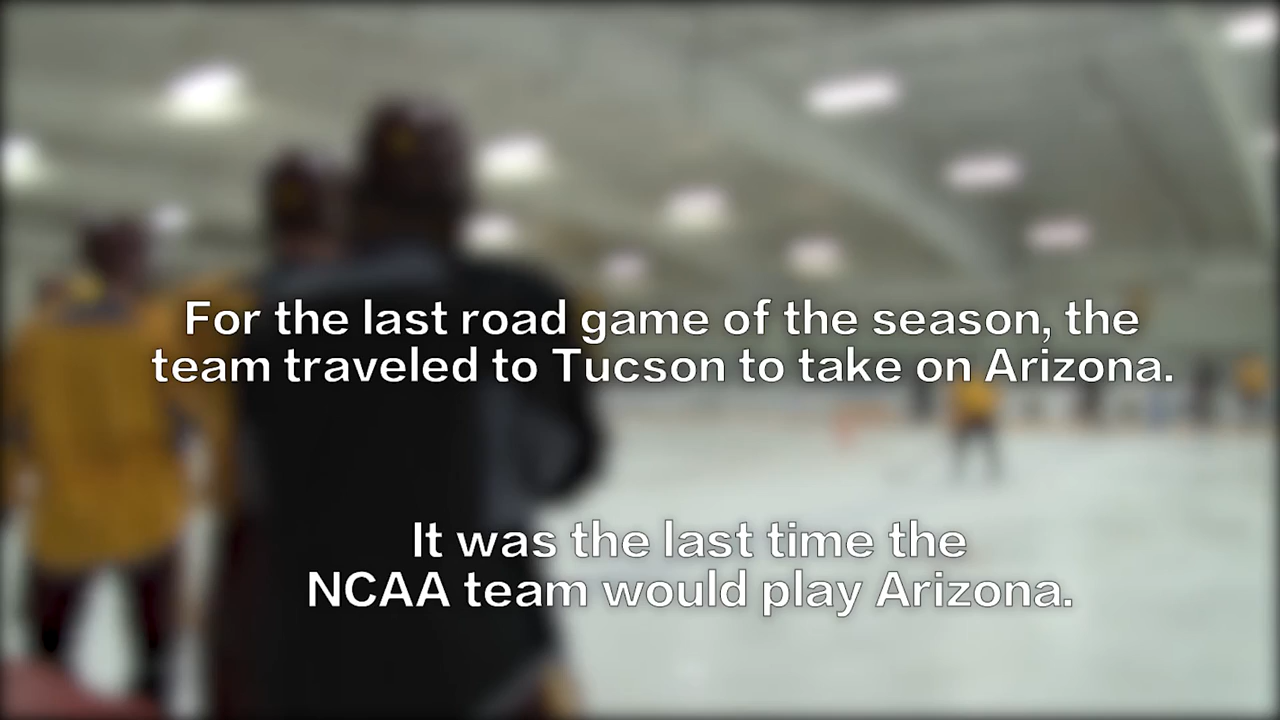 For the last road game of the season, the
team traveled to Tucson to take on Arizona.
It was the last time the
NCAA team would play Arizona.